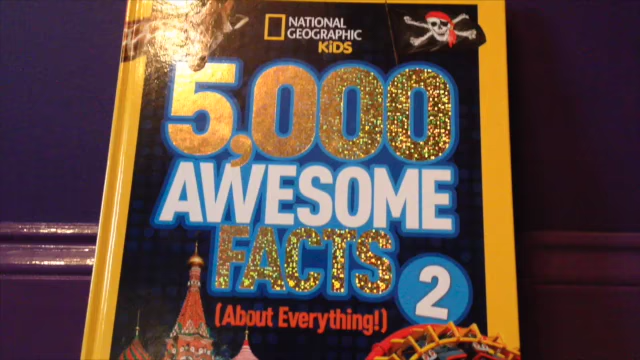 NATIONAL
GEOGRAPHIC
KiDS
5,000
AWESOME
FACTS
2
(About Everything!)